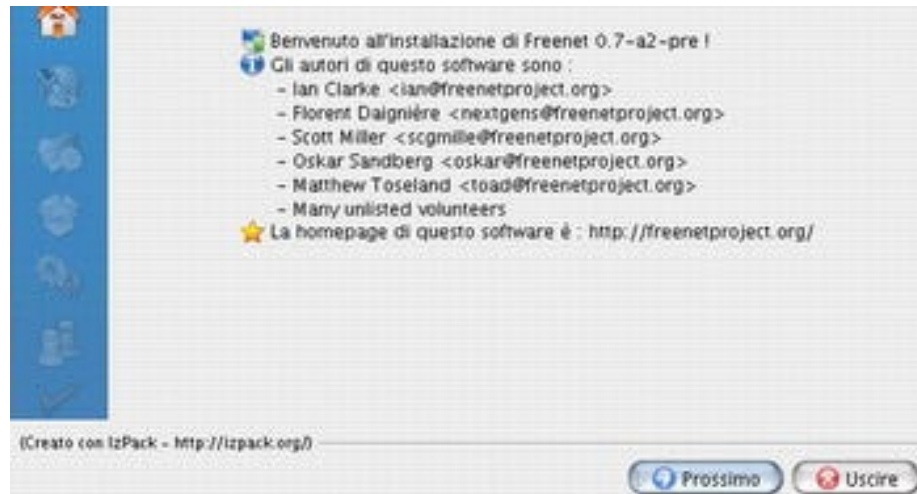 Benvenuto all'installazione di Freenet 0.7-a2-pre !
Gli autori di questo software sono :
- Ian Clarke <ian@freenetproject.org>
- Florent Daignière <nextgens@freenetproject.org>
- Scott Miller <scgmille@freenetproject.org>
- Oskar Sandberg <oskar@freenetproject.org>
- Matthew Toseland <toad@freenetproject.org>
- Many unlisted volunteers
La homepage di questo software è : http://freenetproject.org/
(Creato con IzPack - http://izpack.org/)
Prossimo
Uscire